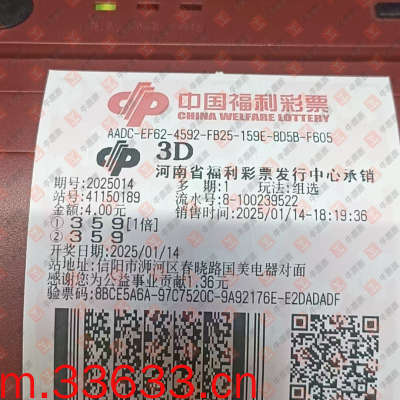 中国福利彩票
CHINA WELFARE LOTTERY
AADC-EF62-4592-FB25-159E-8D5B-F605
3D
河南省福利彩票发行中心承销
期号:2025014 多期:1 玩法:组选
站号:41150189 流水号:8-100239522
金额:4.00元 销售时间:2025/01/14-18:19:36
① 3 5 9 [1倍]
② 3 5 9
开奖日期:2025/01/14
站地址:信阳市浉河区春晓路国美电器对面
感谢您为公益事业贡献1.36元
验票码:8BCE5A6A-97C7520C-9A92176E-E2DADADF
m.33633.cn